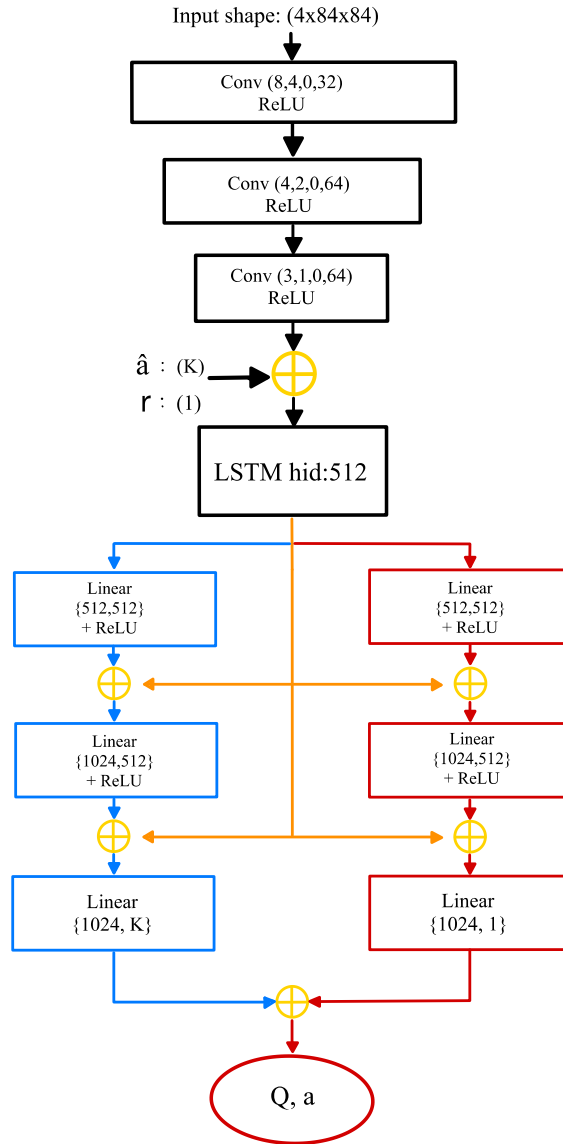 Input shape: (4x84x84)
Conv (8,4,0,32)
ReLU
Conv (4,2,0,64)
ReLU
Conv (3,1,0,64)
ReLU
â : (K)
r : (1)
LSTM hid:512
Linear
{512,512}
+ ReLU
Linear
{512,512}
+ ReLU
Linear
{1024,512}
+ ReLU
Linear
{1024,512}
+ ReLU
Linear
{1024, K}
Linear
{1024, 1}
Q, a